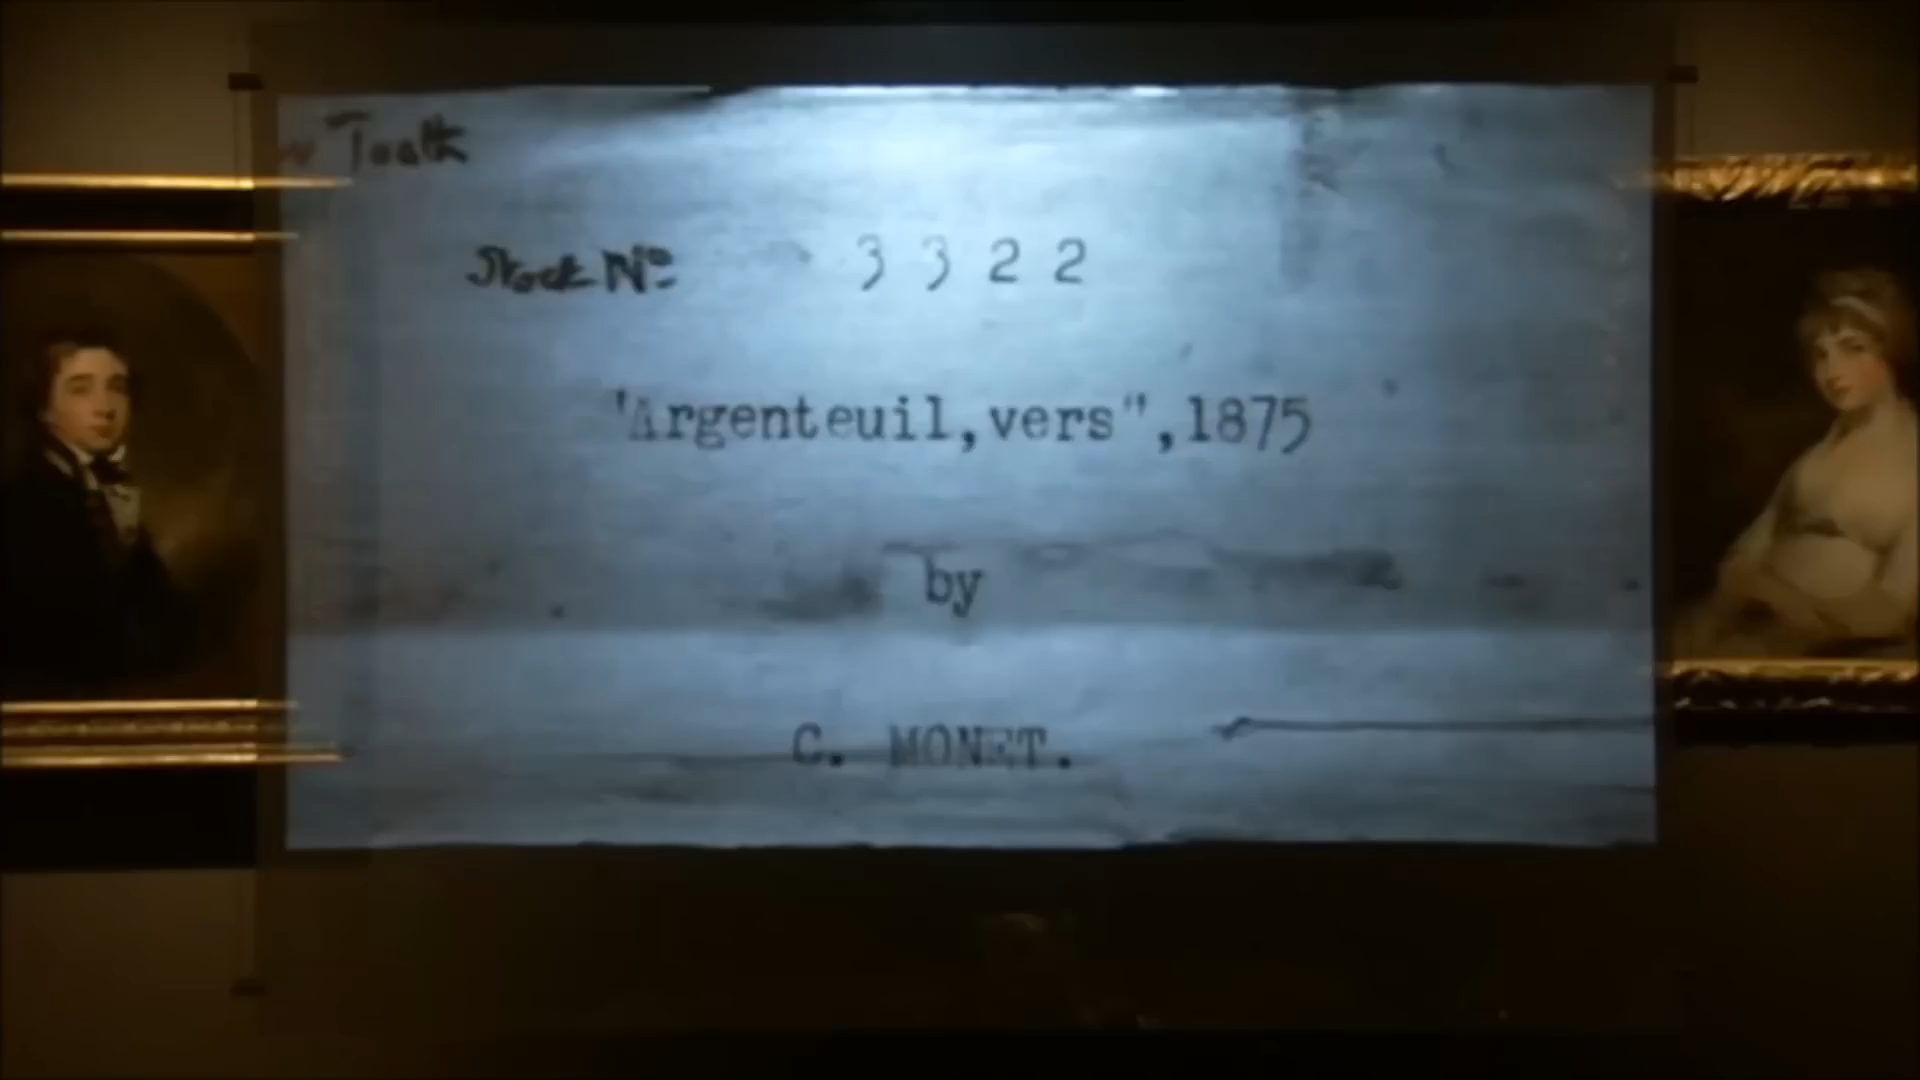 Tooth
Stock No 3322
"Argenteuil, vers", 1875
by
C. MONET.